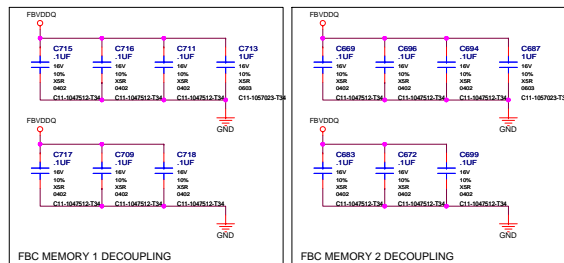 FBVDDQ
C715
.1UF
16V
10%
X5R
0402
C11-1047512-T34
C716
.1UF
16V
10%
X5R
0402
C11-1047512-T34
C711
.1UF
16V
10%
X5R
0402
C11-1047512-T34
C713
1UF
16V
10%
X5R
0603
C11-1057023-T34
GND
FBVDDQ
C717
.1UF
16V
10%
X5R
0402
C11-1047512-T34
C709
.1UF
16V
10%
X5R
0402
C11-1047512-T34
C718
.1UF
16V
10%
X5R
0402
C11-1047512-T34
GND
FBC MEMORY 1 DECOUPLING
FBVDDQ
C669
.1UF
16V
10%
X5R
0402
C11-1047512-T34
C696
.1UF
16V
10%
X5R
0402
C11-1047512-T34
C694
.1UF
16V
10%
X5R
0402
C11-1047512-T34
C687
1UF
16V
10%
X5R
0603
C11-1057023-T34
GND
FBVDDQ
C683
.1UF
16V
10%
X5R
0402
C11-1047512-T34
C672
.1UF
16V
10%
X5R
0402
C11-1047512-T34
C699
.1UF
16V
10%
X5R
0402
C11-1047512-T34
GND
FBC MEMORY 2 DECOUPLING